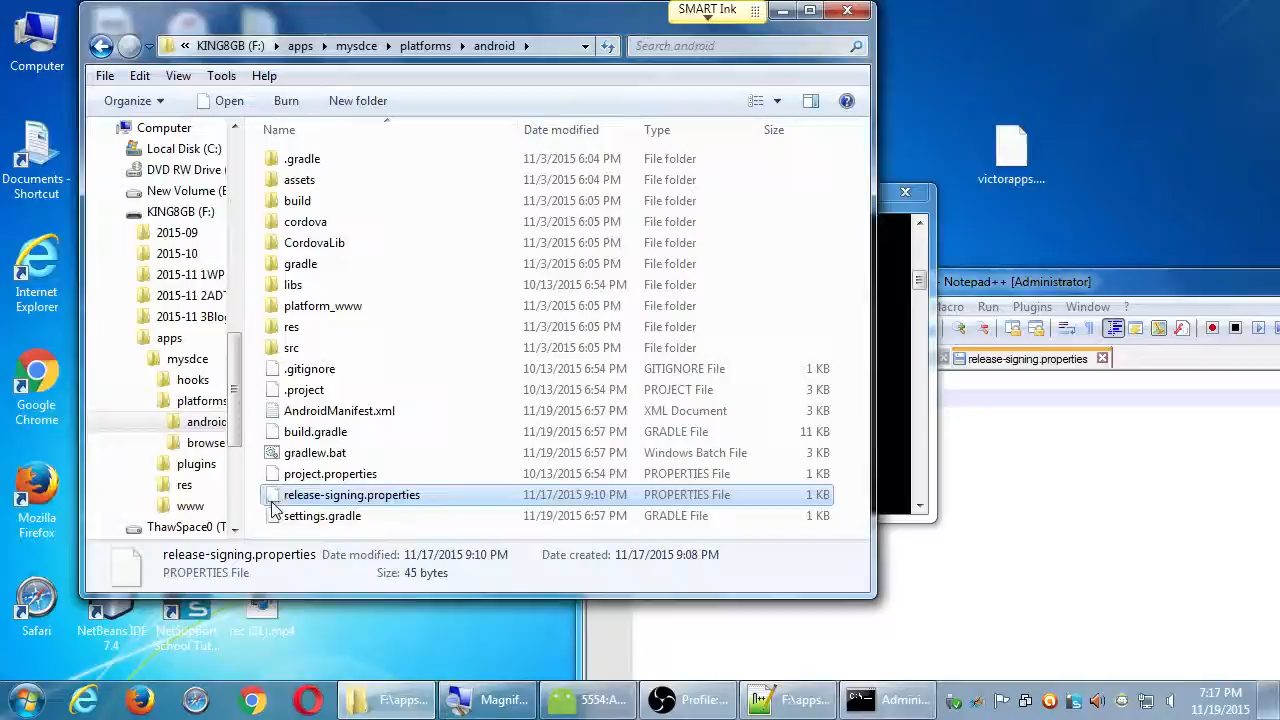 SMART Ink
Computer
« KING8GB (F:) ▸ apps ▸ mysdce ▸ platforms ▸ android ▸
Search android
File Edit View Tools Help
Organize Open Burn New folder
Name Date modified Type Size
Computer
Local Disk (C:)
DVD RW Drive
New Volume (E
KING8GB (F:)
2015-09
2015-10
2015-11 1WP
2015-11 2AD
2015-11 3Blo
apps
mysdce
hooks
platforms
android
browse
plugins
res
www
ThawSpace0 (T
.gradle 11/3/2015 6:04 PM File folder
assets 11/3/2015 6:04 PM File folder
build 11/3/2015 6:05 PM File folder
cordova 11/3/2015 6:05 PM File folder
CordovaLib 11/3/2015 6:05 PM File folder
gradle 11/3/2015 6:05 PM File folder
libs 10/13/2015 6:54 PM File folder
platform_www 11/3/2015 6:05 PM File folder
res 11/3/2015 6:05 PM File folder
src 11/3/2015 6:05 PM File folder
.gitignore 10/13/2015 6:54 PM GITIGNORE File 1 KB
.project 10/13/2015 6:54 PM PROJECT File 3 KB
AndroidManifest.xml 11/19/2015 6:57 PM XML Document 3 KB
build.gradle 11/19/2015 6:57 PM GRADLE File 11 KB
gradlew.bat 11/19/2015 6:57 PM Windows Batch File 3 KB
project.properties 10/13/2015 6:54 PM PROPERTIES File 1 KB
release-signing.properties 11/17/2015 9:10 PM PROPERTIES File 1 KB
settings.gradle 11/19/2015 6:57 PM GRADLE File 1 KB
release-signing.properties Date modified: 11/17/2015 9:10 PM Date created: 11/17/2015 9:08 PM
PROPERTIES File Size: 45 bytes
Documents -
Shortcut
Internet
Explorer
Google
Chrome
Mozilla
Firefox
Safari
NetBeans IDE
7.4
NetSupport
School Tut...
rec (31).mp4
victorapps....
- Notepad++ [Administrator]
acro Run Plugins Window ?
release-signing.properties
F:\apps...
Magnif...
5554:A...
Profile:...
F:\apps...
Admini...
7:17 PM
11/19/2015